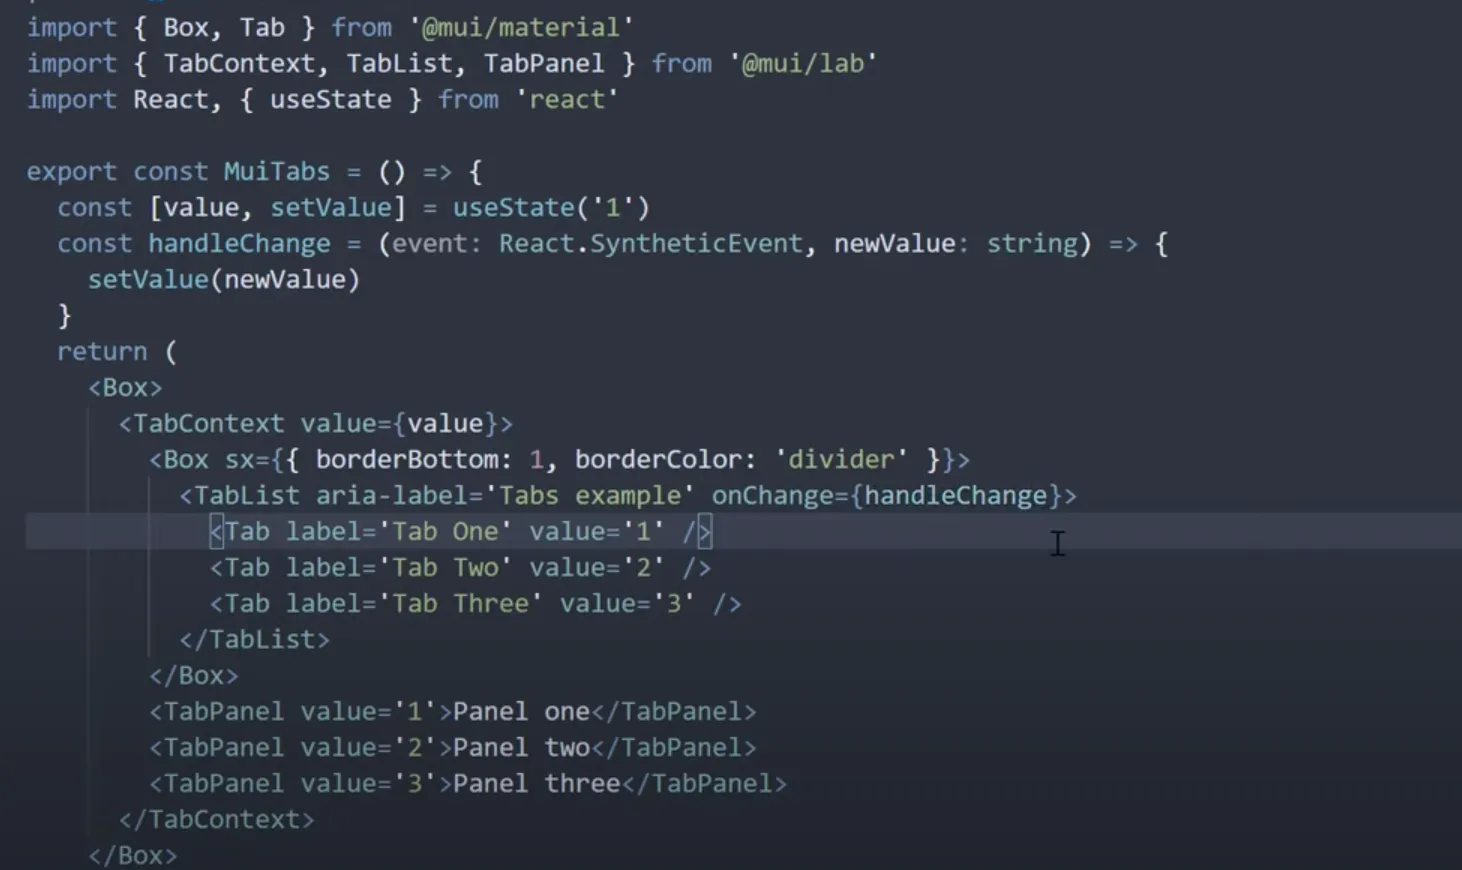 import { Box, Tab } from '@mui/material'
import { TabContext, TabList, TabPanel } from '@mui/lab'
import React, { useState } from 'react'
export const MuiTabs = () => {
const [value, setValue] = useState('1')
const handleChange = (event: React.SyntheticEvent, newValue: string) => {
setValue(newValue)
}
return (
<Box>
<TabContext value={value}>
<Box sx={{ borderBottom: 1, borderColor: 'divider' }}>
<TabList aria-label='Tabs example' onChange={handleChange}>
<Tab label='Tab One' value='1' />
<Tab label='Tab Two' value='2' />
<Tab label='Tab Three' value='3' />
</TabList>
</Box>
<TabPanel value='1'>Panel one</TabPanel>
<TabPanel value='2'>Panel two</TabPanel>
<TabPanel value='3'>Panel three</TabPanel>
</TabContext>
</Box>